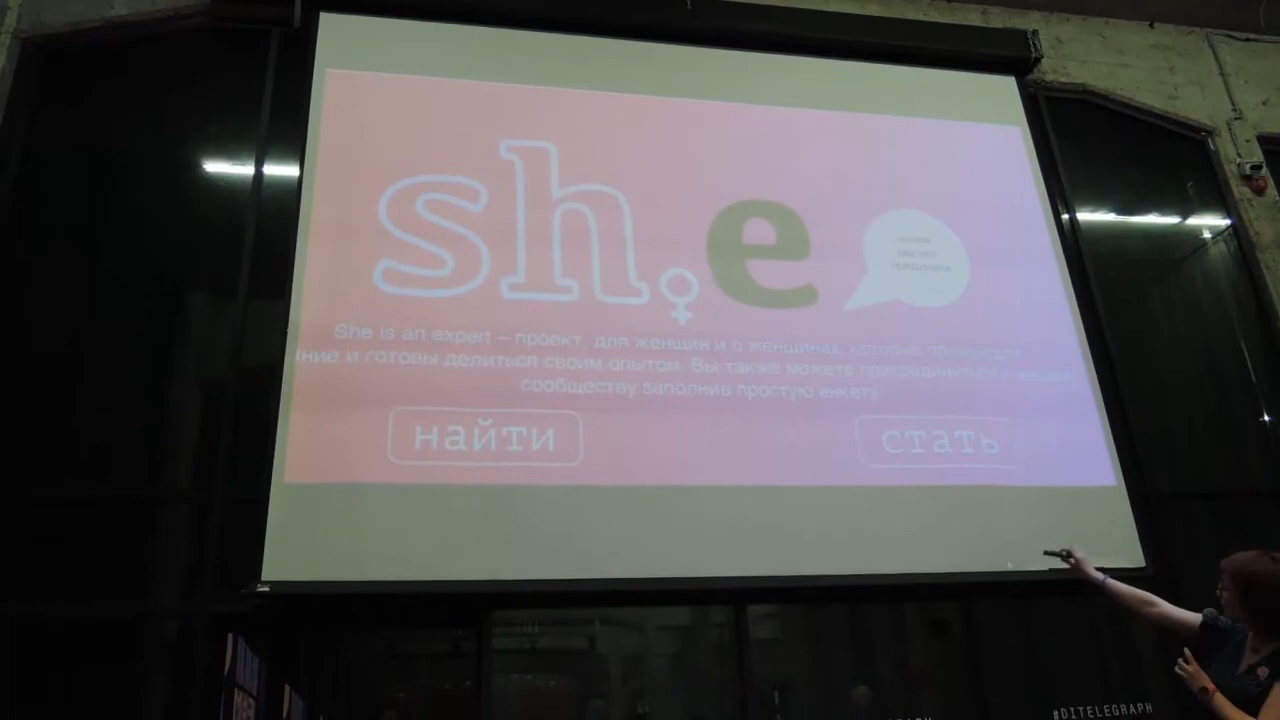 sh.e
She is an expert – проект, для женщин и о женщинах, которые
ние и готовы делиться своим опытом. Вы также можете присоединиться
сообществу заполнив простую анкету
найти
стать
#DITELEGRAPH